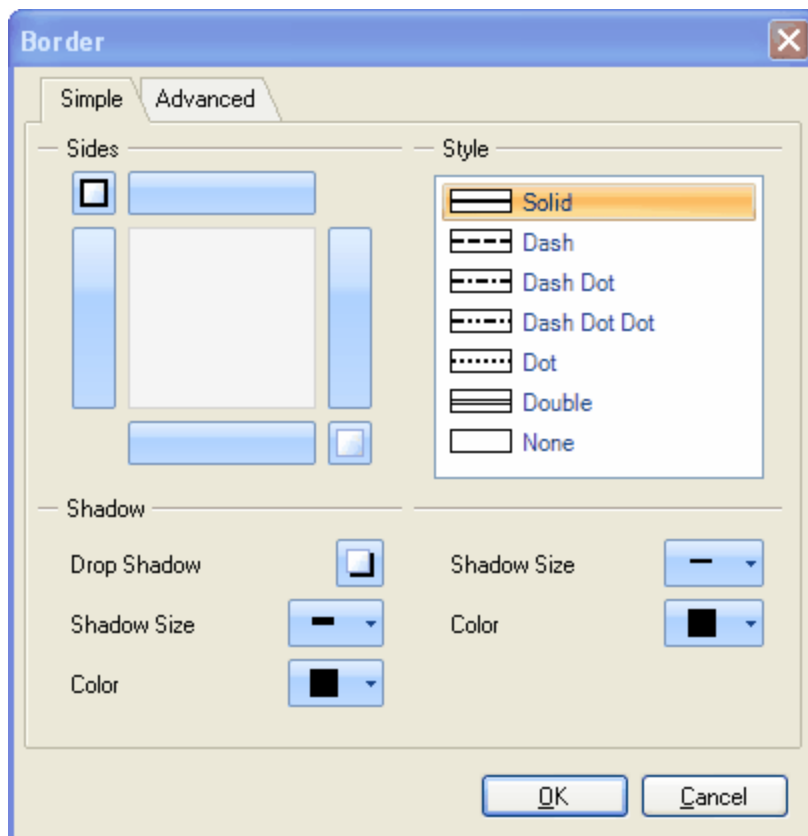 Border
Simple Advanced
Sides
Style
Solid
Dash
Dash Dot
Dash Dot Dot
Dot
Double
None
Shadow
Drop Shadow
Shadow Size
Shadow Size
Color
Color
OK Cancel